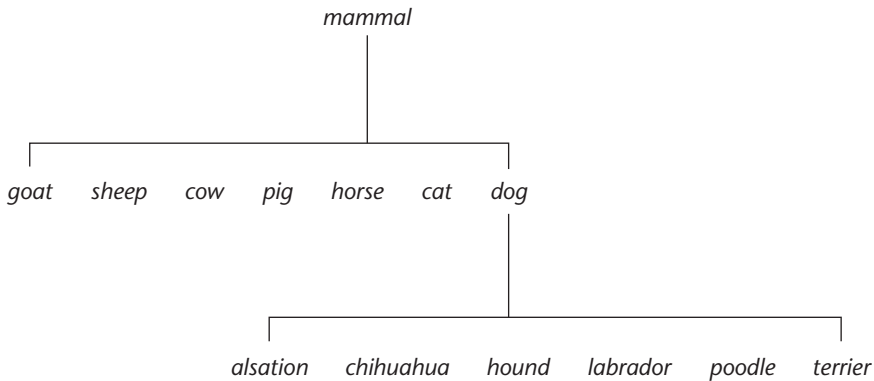 mammal
goat sheep cow pig horse cat dog
alsation chihuahua hound labrador poodle terrier